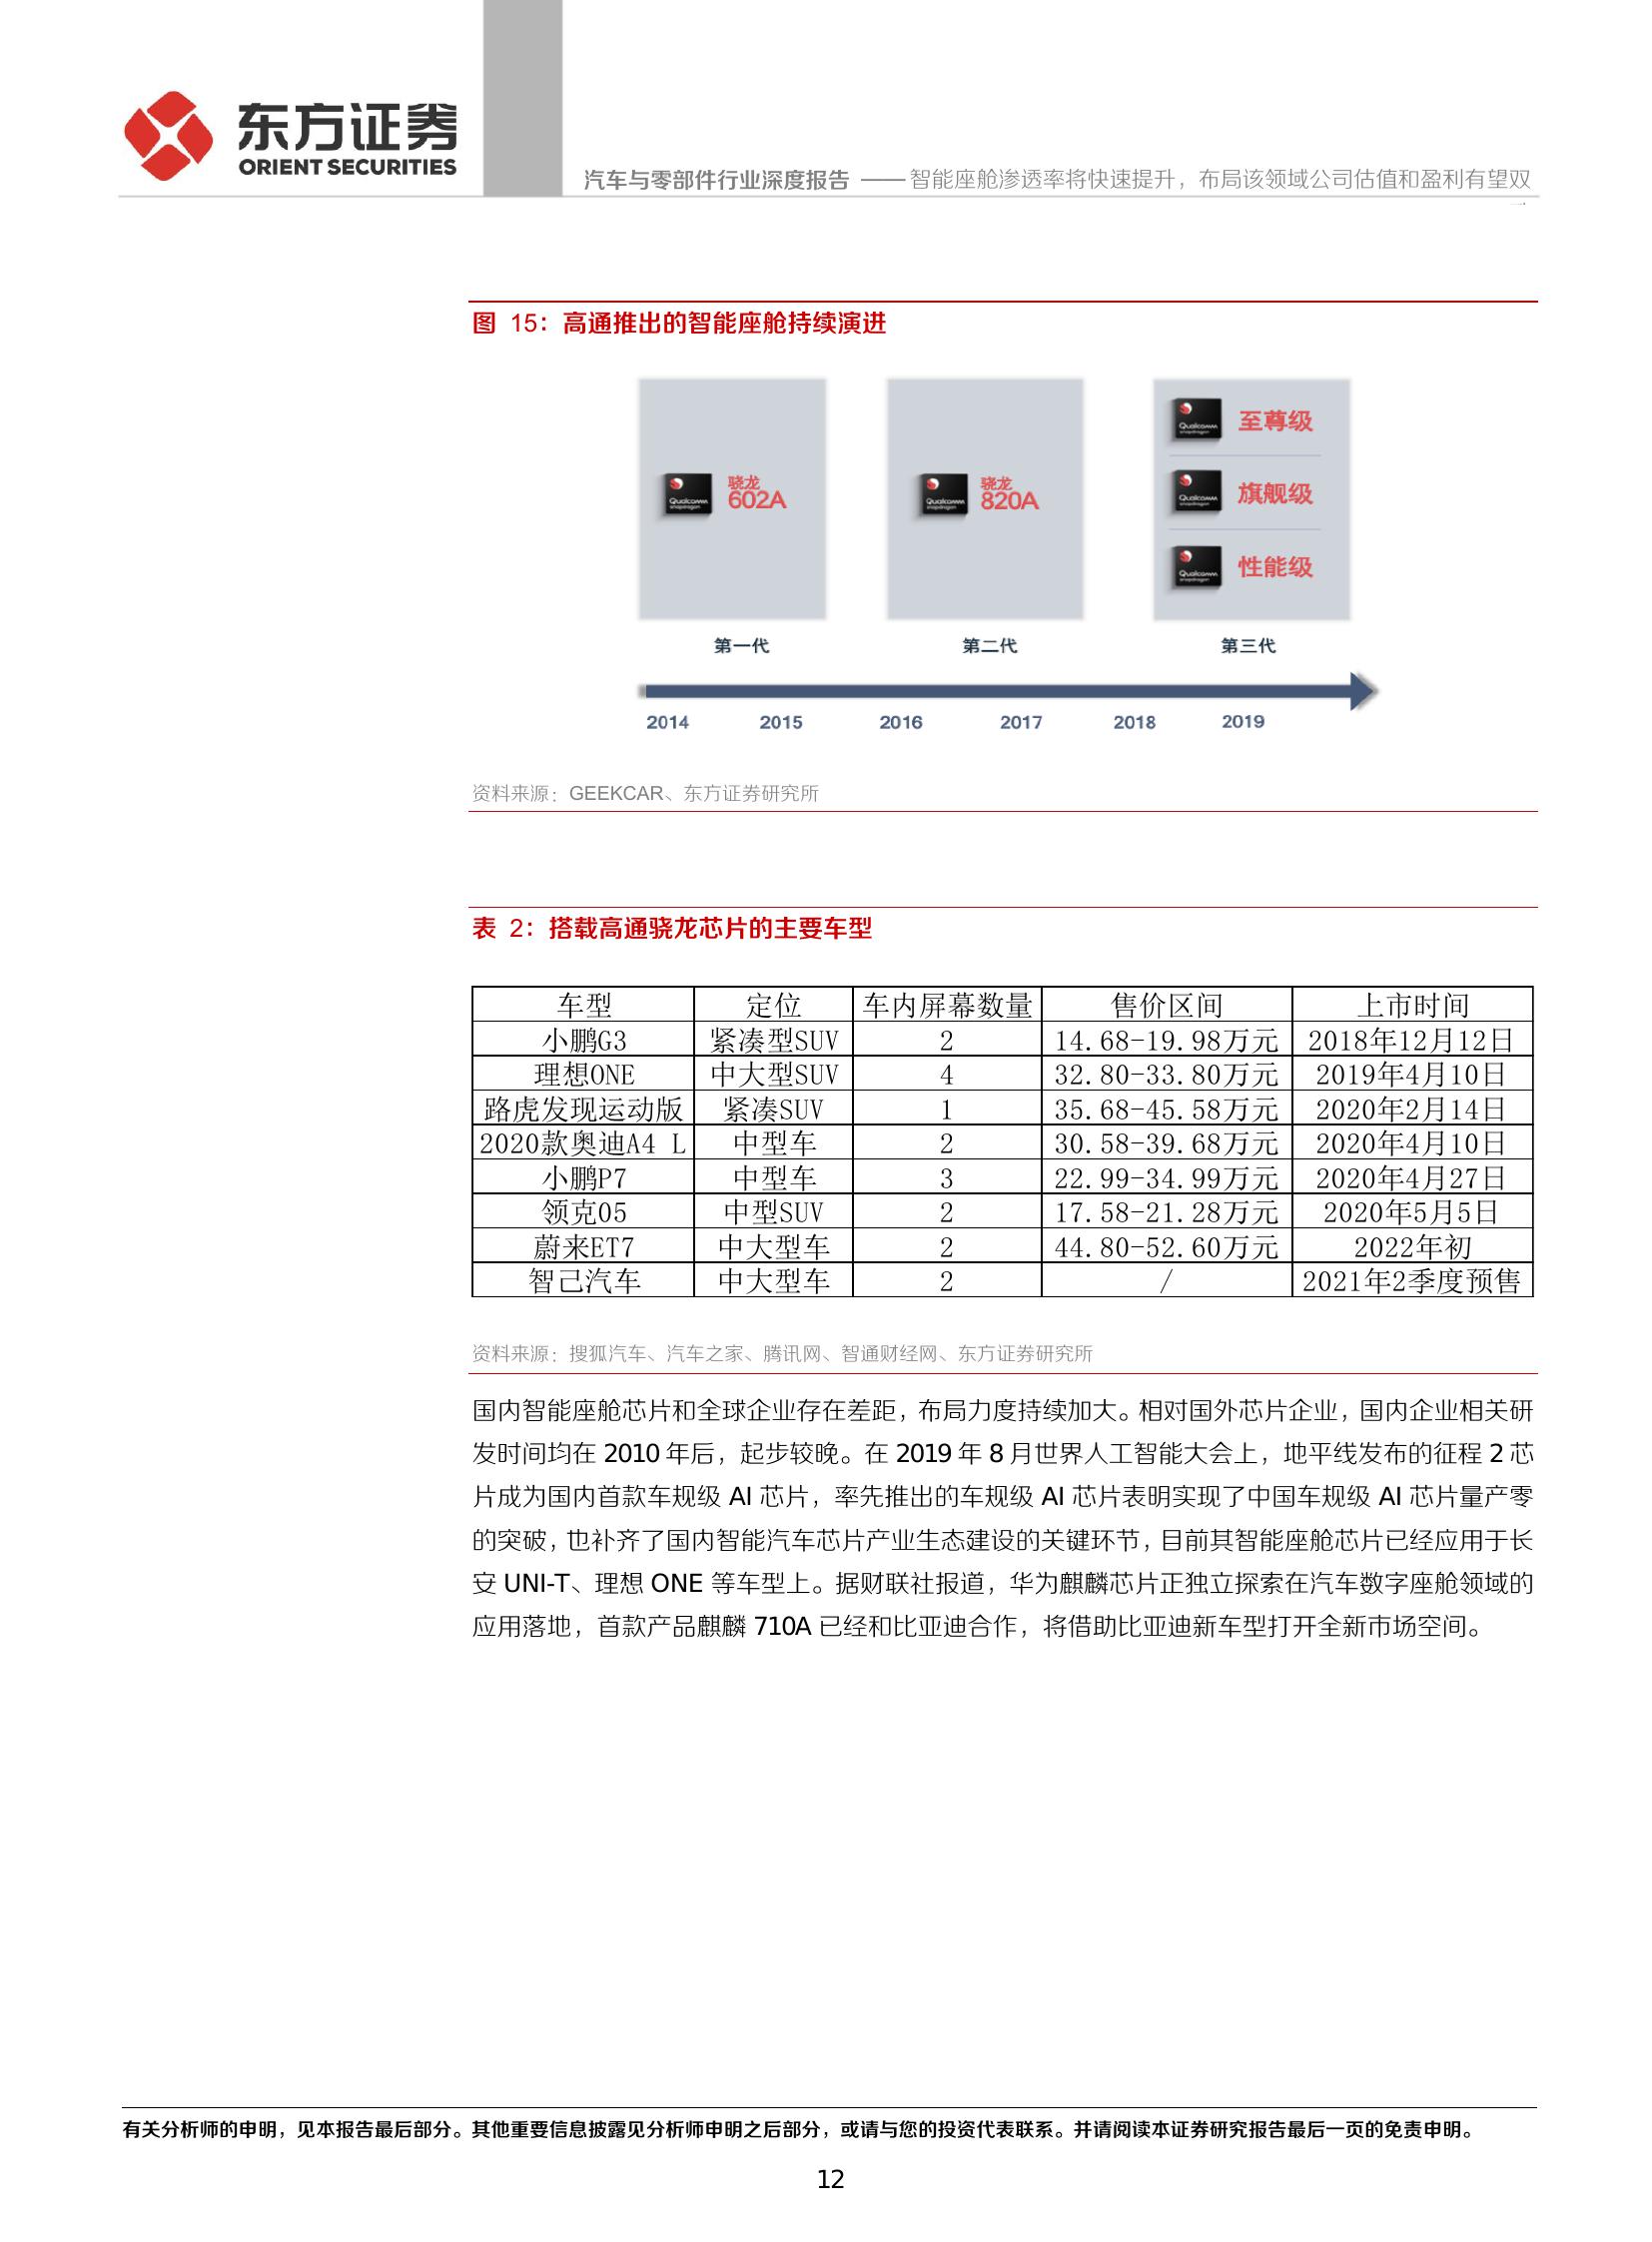 东方证券
ORIENT SECURITIES
汽车与零部件行业深度报告 —— 智能座舱渗透率将快速提升，布局该领域公司估值和盈利有望双
图 15：高通推出的智能座舱持续演进
Qualcomm snapdragon 骁龙 602A
Qualcomm snapdragon 骁龙 820A
Qualcomm snapdragon 至尊级
Qualcomm snapdragon 旗舰级
Qualcomm snapdragon 性能级
第一代 第二代 第三代
2014 2015 2016 2017 2018 2019
资料来源：GEEKCAR、东方证券研究所
表 2：搭载高通骁龙芯片的主要车型
车型 定位 车内屏幕数量 售价区间 上市时间
小鹏G3 紧凑型SUV 2 14.68-19.98万元 2018年12月12日
理想ONE 中大型SUV 4 32.80-33.80万元 2019年4月10日
路虎发现运动版 紧凑SUV 1 35.68-45.58万元 2020年2月14日
2020款奥迪A4 L 中型车 2 30.58-39.68万元 2020年4月10日
小鹏P7 中型车 3 22.99-34.99万元 2020年4月27日
领克05 中型SUV 2 17.58-21.28万元 2020年5月5日
蔚来ET7 中大型车 2 44.80-52.60万元 2022年初
智己汽车 中大型车 2 / 2021年2季度预售
资料来源：搜狐汽车、汽车之家、腾讯网、智通财经网、东方证券研究所
国内智能座舱芯片和全球企业存在差距，布局力度持续加大。相对国外芯片企业，国内企业相关研
发时间均在 2010 年后，起步较晚。在 2019 年 8 月世界人工智能大会上，地平线发布的征程 2 芯
片成为国内首款车规级 AI 芯片，率先推出的车规级 AI 芯片表明实现了中国车规级 AI 芯片量产零
的突破，也补齐了国内智能汽车芯片产业生态建设的关键环节，目前其智能座舱芯片已经应用于长
安 UNI-T、理想 ONE 等车型上。据财联社报道，华为麒麟芯片正独立探索在汽车数字座舱领域的
应用落地，首款产品麒麟 710A 已经和比亚迪合作，将借助比亚迪新车型打开全新市场空间。
有关分析师的申明，见本报告最后部分。其他重要信息披露见分析师申明之后部分，或请与您的投资代表联系。并请阅读本证券研究报告最后一页的免责申明。
12